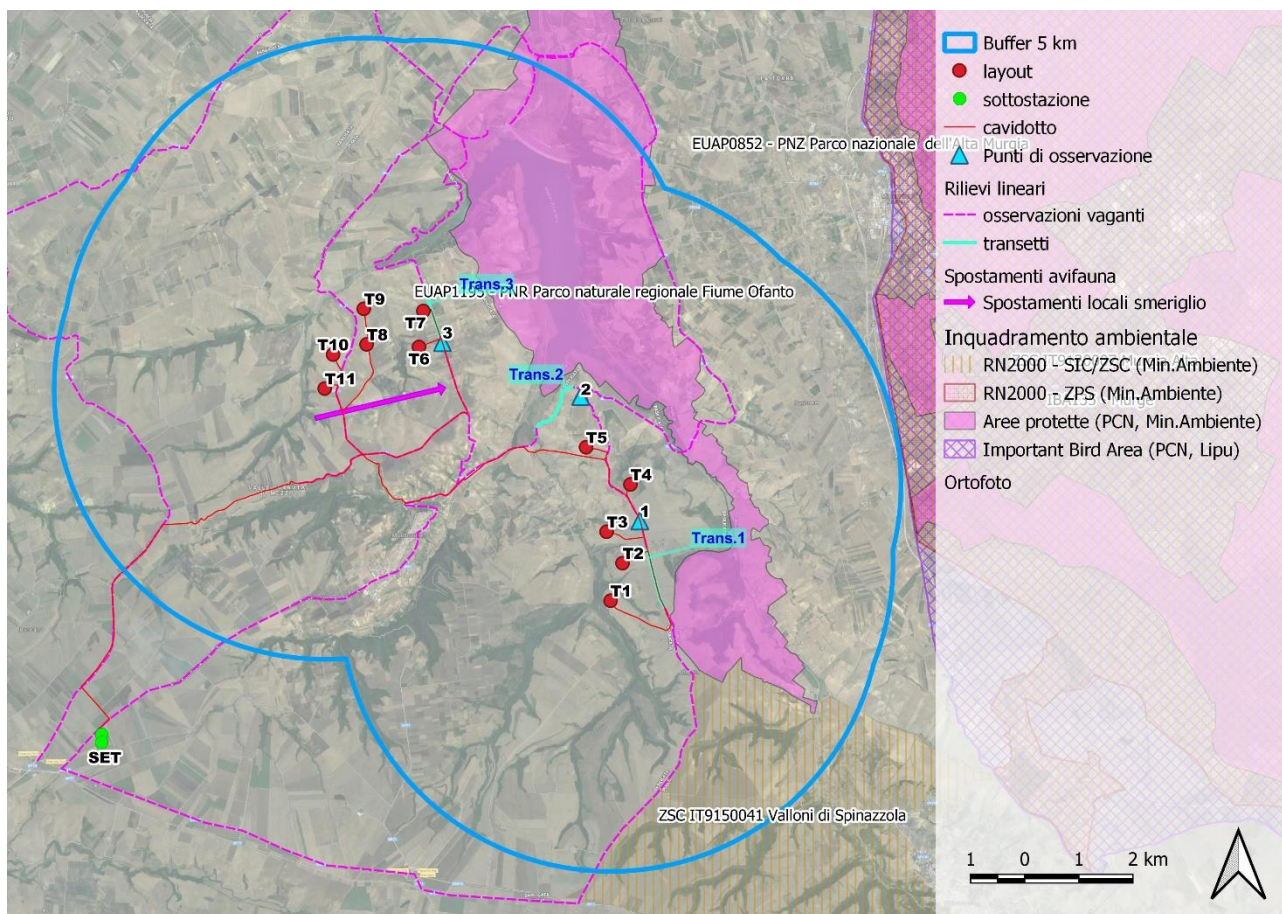 EUAP0852 - PNZ Parco nazionale dell'Alta Murgia
EUAP1195 - PNR Parco naturale regionale Fiume Ofanto
Trans.3
T9
T7
3
T8
T6
T10
T11
Trans.2
2
T5
T4
1
T3
Trans.1
T2
T1
SET
ZSC IT9150041 Valloni di Spinazzola
Buffer 5 km
layout
sottostazione
cavidotto
Punti di osservazione
Rilievi lineari
osservazioni vaganti
transetti
Spostamenti avifauna
Spostamenti locali smeriglio
Inquadramento ambientale
RN2000 - SIC/ZSC (Min.Ambiente)
RN2000 - ZPS (Min.Ambiente)
Aree protette (PCN, Min.Ambiente)
Important Bird Area (PCN, Lipu)
Ortofoto
1 0 1 2 km